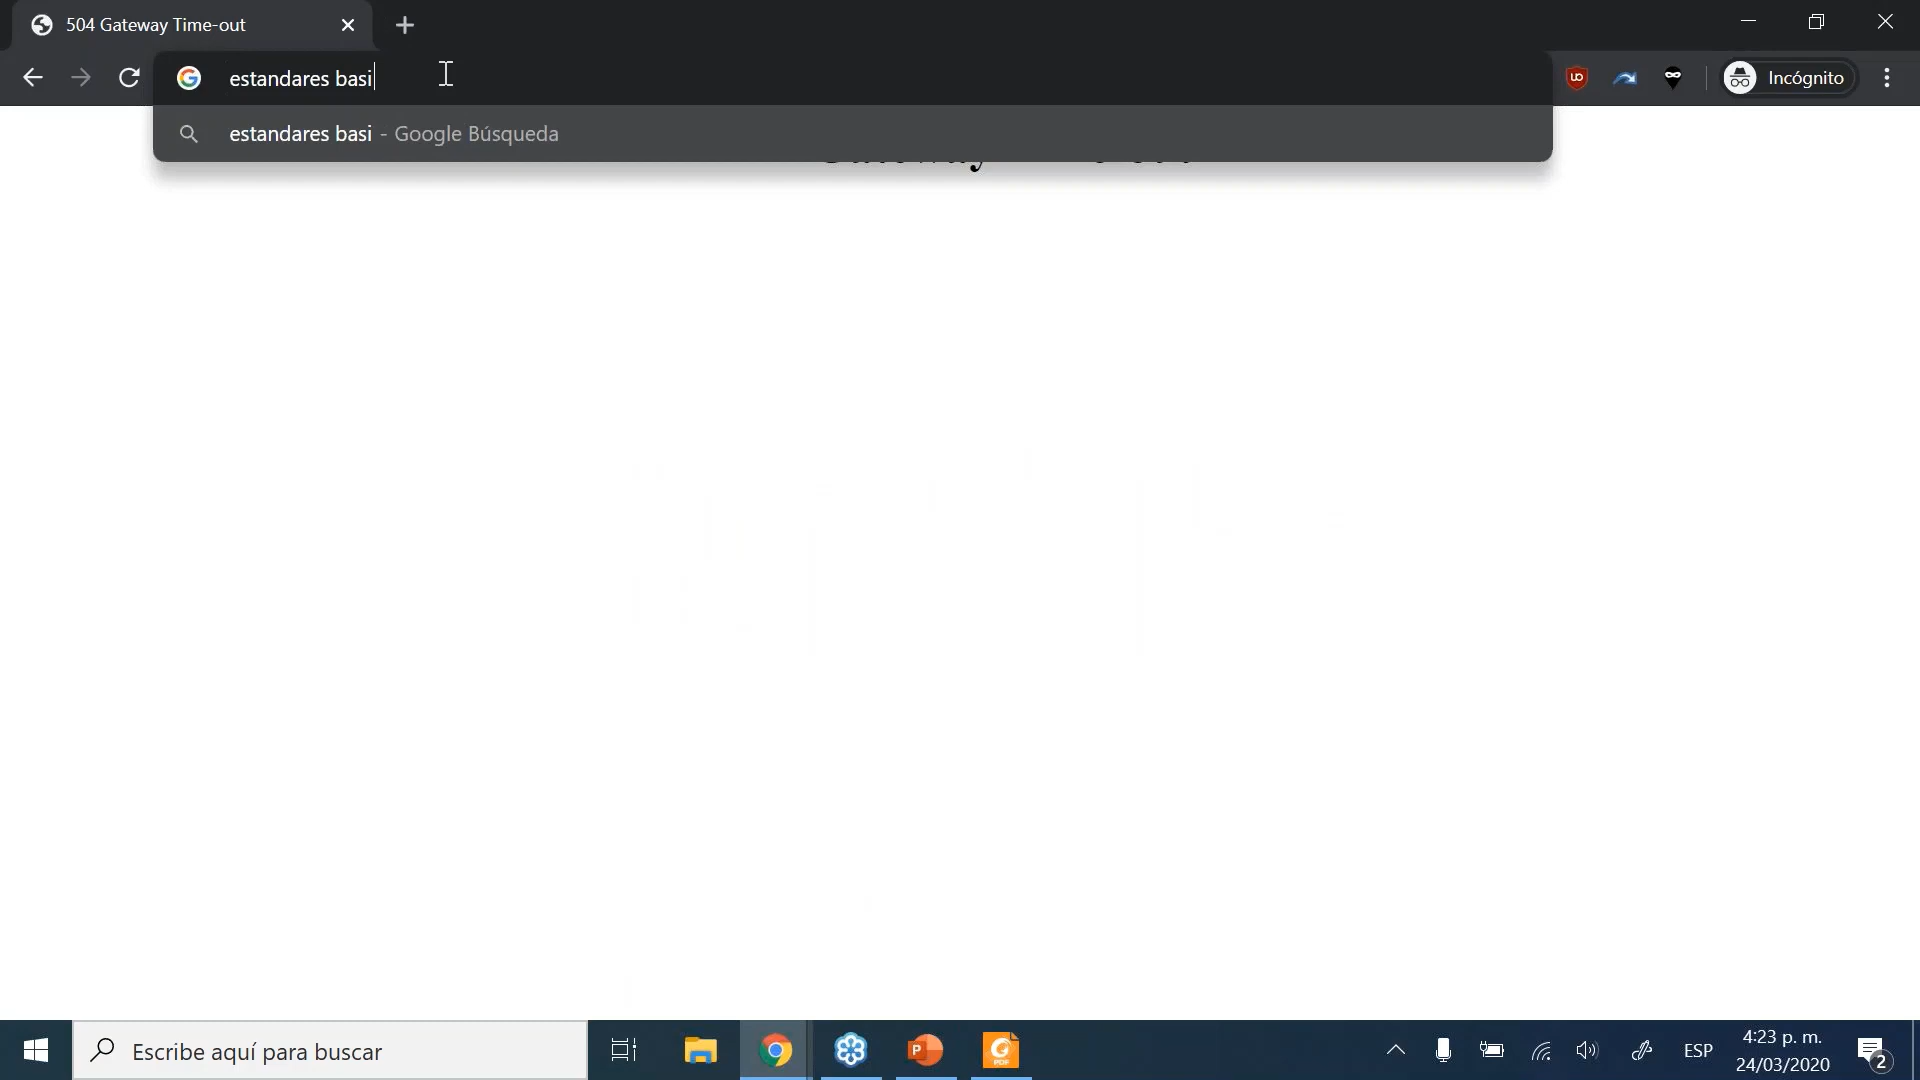 504 Gateway Time-out
estandares basi
Incógnito
estandares basi - Google Búsqueda
Escribe aquí para buscar
ESP
4:23 p. m.
24/03/2020
2